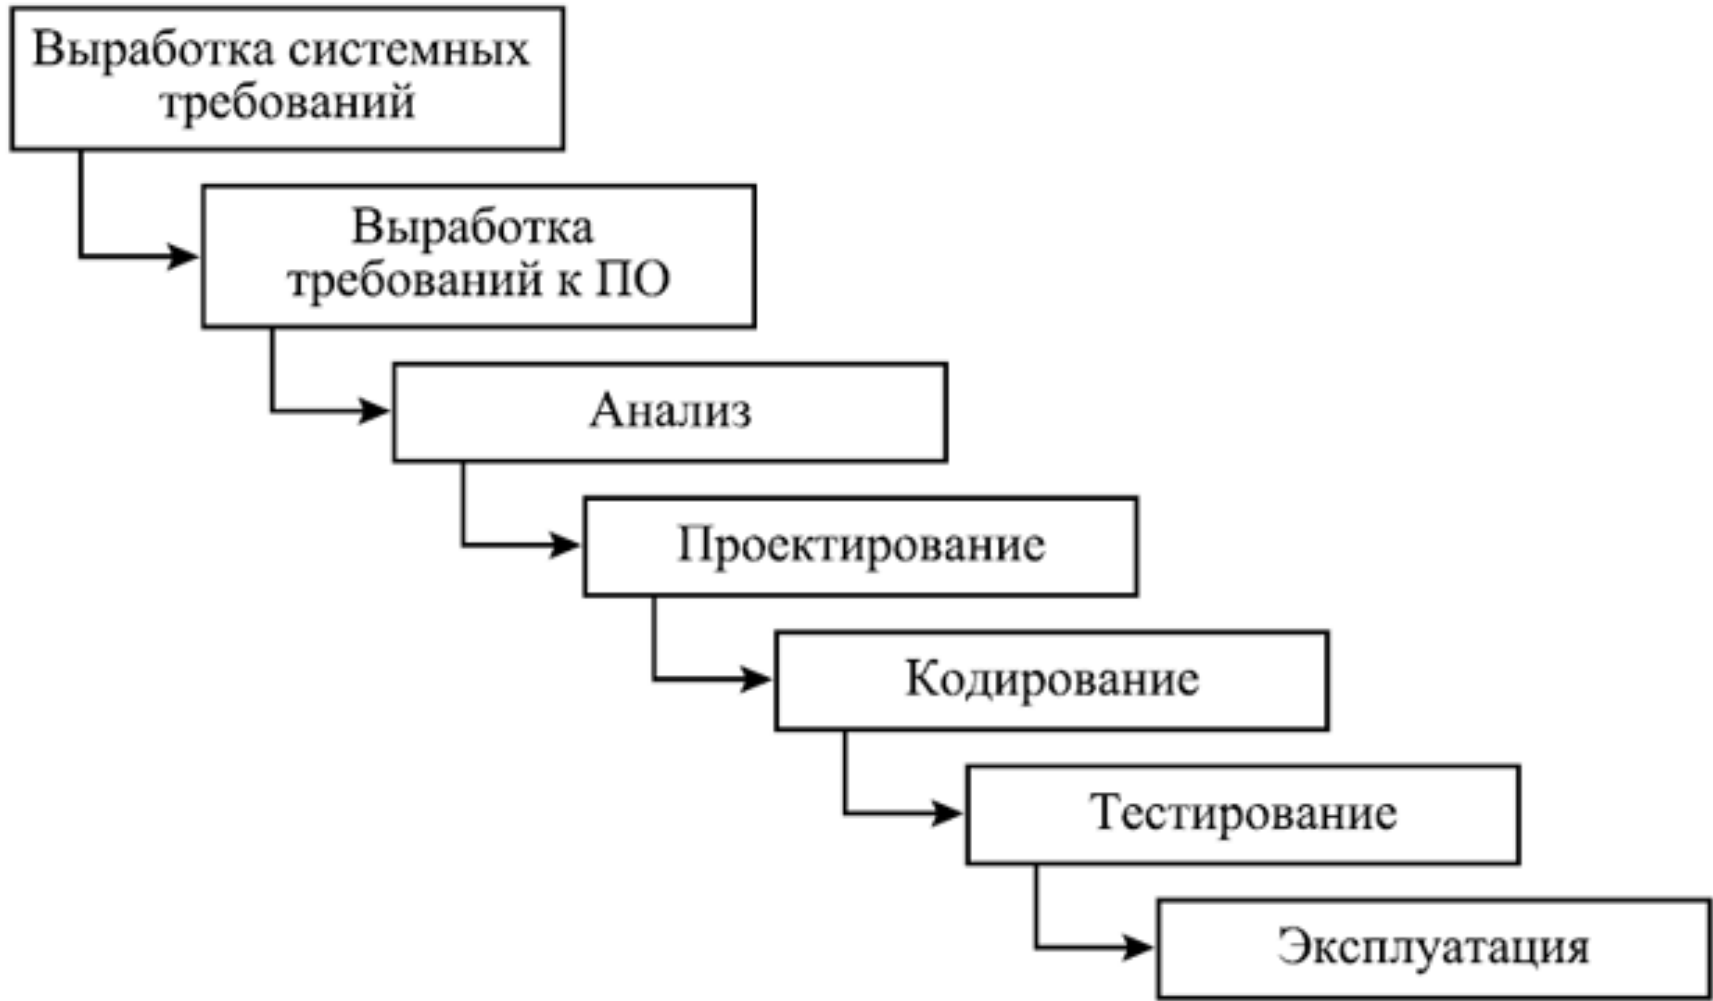 Выработка системных
требований
Выработка
требований к ПО
Анализ
Проектирование
Кодирование
Тестирование
Эксплуатация